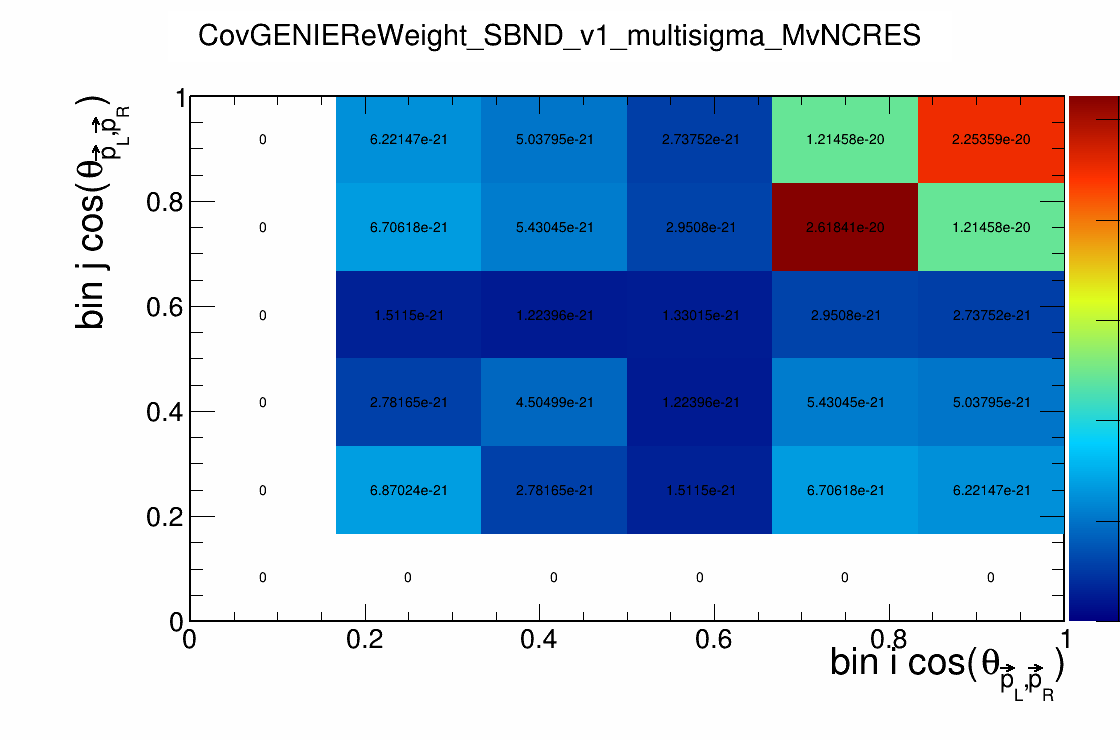 CovGENIEReWeight_SBND_v1_multisigma_MvNCRES
bin j cos(θ p⃗_L,p⃗_R)
1
0 6.22147e-21 5.03795e-21 2.73752e-21 1.21458e-20 2.25359e-20
0.8
0 6.70618e-21 5.43045e-21 2.9508e-21 2.61841e-20 1.21458e-20
0.6
0 1.5115e-21 1.22396e-21 1.33015e-21 2.9508e-21 2.73752e-21
0.4
0 2.78165e-21 4.50499e-21 1.22396e-21 5.43045e-21 5.03795e-21
0.2
0 6.87024e-21 2.78165e-21 1.5115e-21 6.70618e-21 6.22147e-21
0 0 0 0 0 0
0
0 0.2 0.4 0.6 0.8 1
bin i cos(θ p⃗_L,p⃗_R)